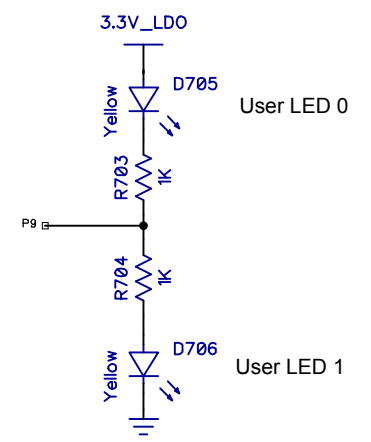 3.3V_LDO
D705
Yellow
User LED 0
R703
1K
P9
R704
1K
D706
Yellow
User LED 1